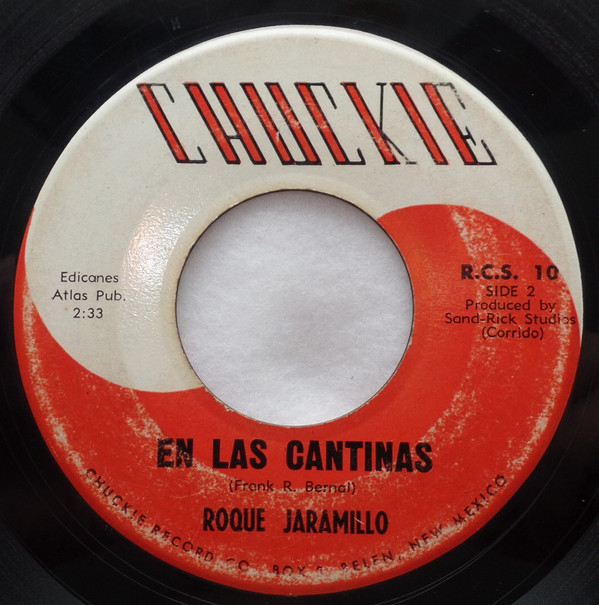 CHUCKIE
Edicanes
Atlas Pub.
2:33
R.C.S. 10
SIDE 2
Produced by
Sand-Rick Studios
(Corrido)
EN LAS CANTINAS
(Frank R. Bernal)
ROQUE JARAMILLO
CHUCKIE RECORD CO. BOX BELEN, NEW MEXICO